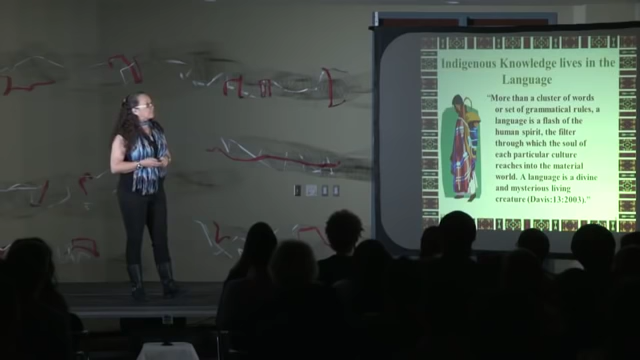 Indigenous Knowledge lives in the
Language
"More than a cluster of words
or set of grammatical rules, a
language is a flash of the
human spirit, the filter
through which the soul of
each particular culture
reaches into the material
world. A language is a divine
and mysterious living
creature (Davis:13:2003)."